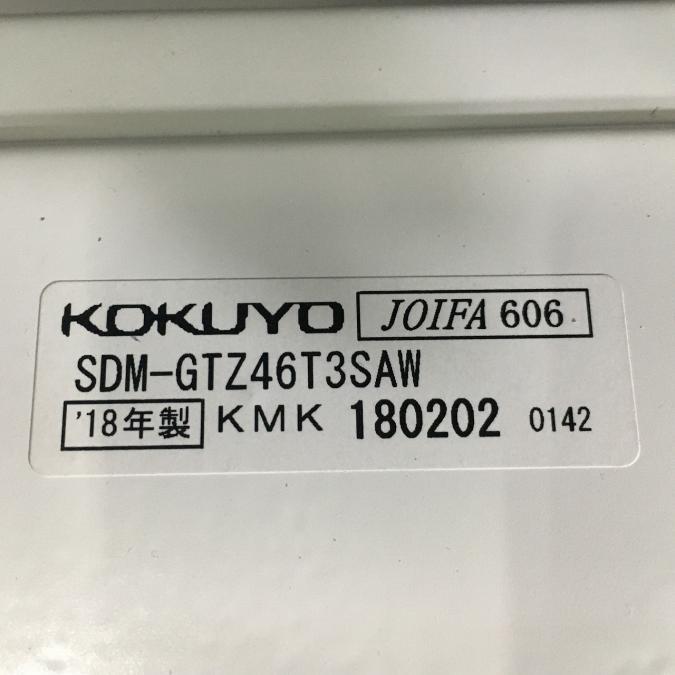 KOKUYO JOIFA 606
SDM-GTZ46T3SAW
'18年製 KMK 180202 0142